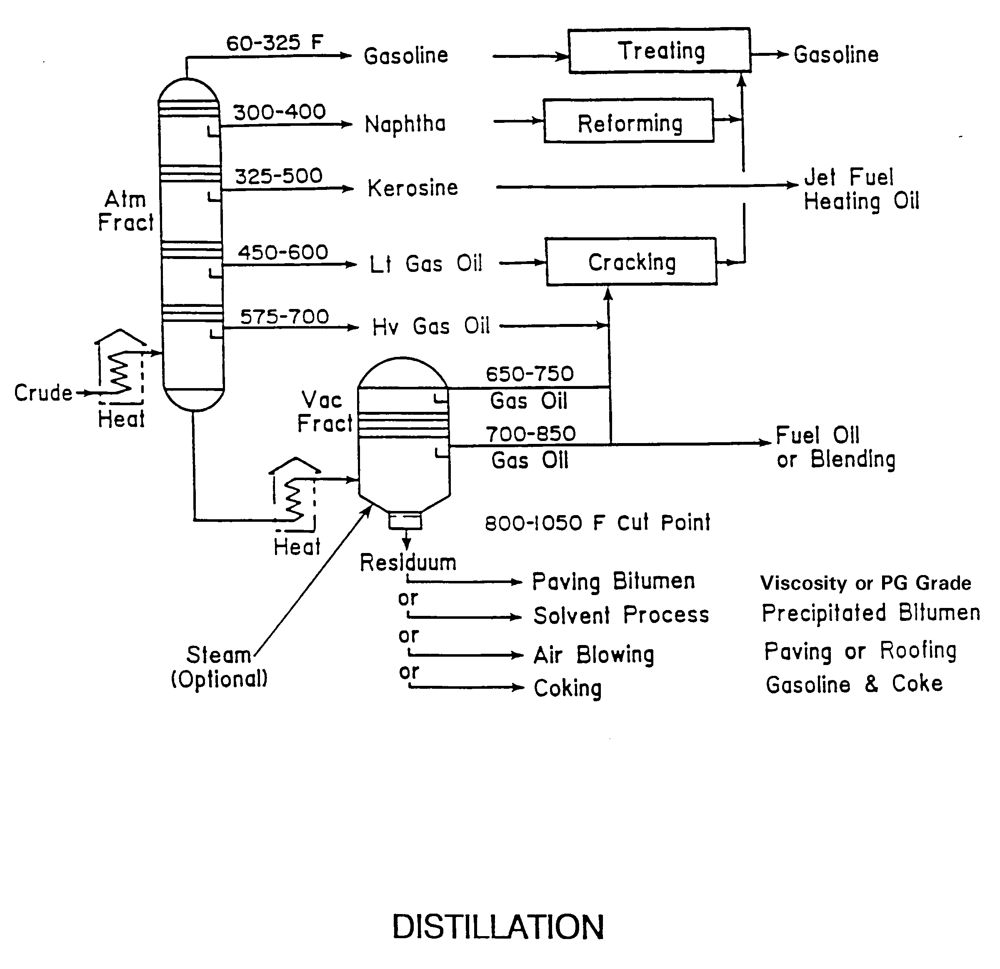 60-325 F
Gasoline
Treating
Gasoline
300-400
Naphtha
Reforming
325-500
Kerosine
Jet Fuel
Heating Oil
Atm
Fract
450-600
Lt Gas Oil
Cracking
575-700
Hv Gas Oil
Crude
Heat
650-750
Gas Oil
Vac
Fract
700-850
Gas Oil
Fuel Oil
or Blending
Heat
800-1050 F Cut Point
Residuum
Paving Bitumen
Viscosity or PG Grade
or
Solvent Process
Precipitated Bitumen
or
Air Blowing
Paving or Roofing
or
Coking
Gasoline & Coke
Steam
(Optional)
DISTILLATION